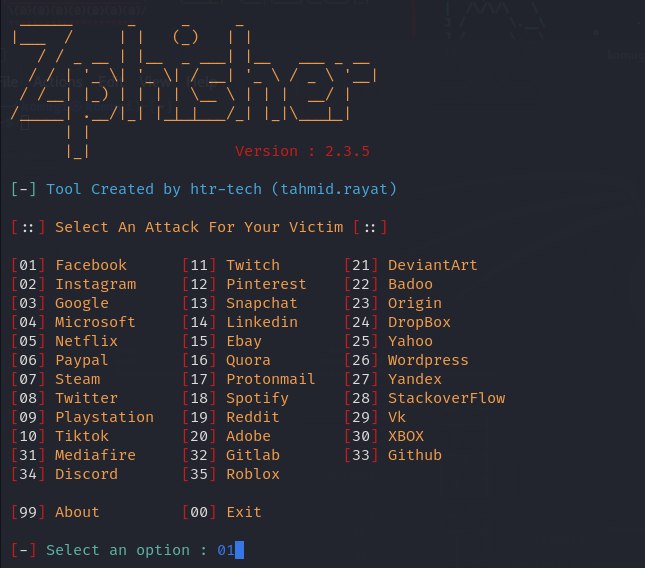 Zphisher
Version : 2.3.5
[-] Tool Created by htr-tech (tahmid.rayat)
[::] Select An Attack For Your Victim [::]
[01] Facebook [11] Twitch [21] DeviantArt
[02] Instagram [12] Pinterest [22] Badoo
[03] Google [13] Snapchat [23] Origin
[04] Microsoft [14] Linkedin [24] DropBox
[05] Netflix [15] Ebay [25] Yahoo
[06] Paypal [16] Quora [26] Wordpress
[07] Steam [17] Protonmail [27] Yandex
[08] Twitter [18] Spotify [28] StackoverFlow
[09] Playstation [19] Reddit [29] Vk
[10] Tiktok [20] Adobe [30] XBOX
[31] Mediafire [32] Gitlab [33] Github
[34] Discord [35] Roblox
[99] About [00] Exit
[-] Select an option : 01